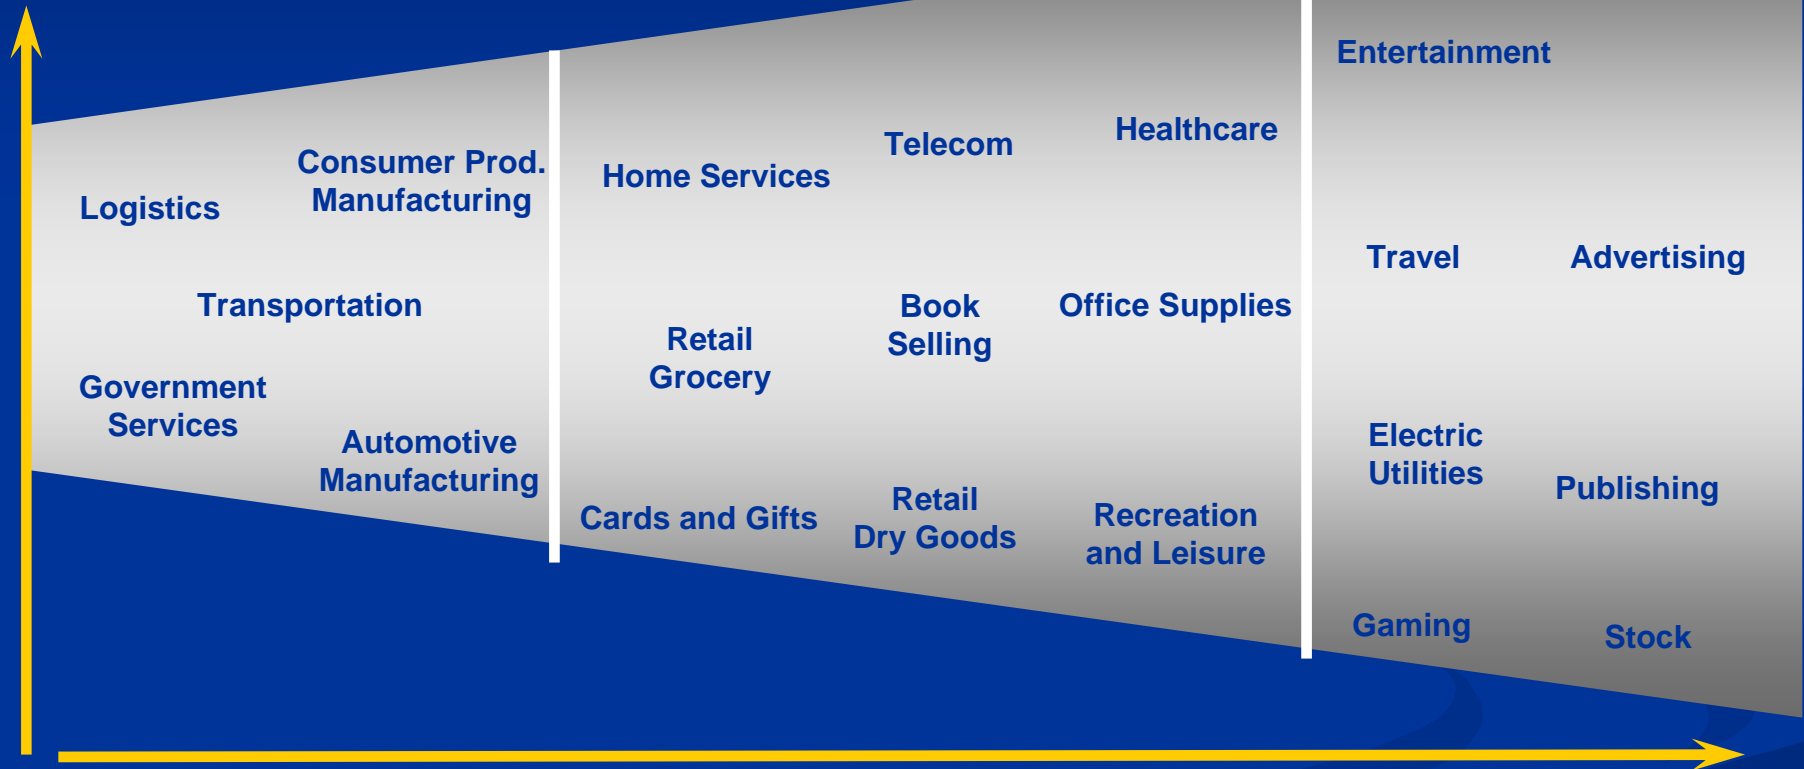 Logistics
Consumer Prod.
Manufacturing
Transportation
Government
Services
Automotive
Manufacturing
Home Services
Telecom
Healthcare
Retail
Grocery
Book
Selling
Office Supplies
Cards and Gifts
Retail
Dry Goods
Recreation
and Leisure
Entertainment
Travel
Advertising
Electric
Utilities
Publishing
Gaming
Stock